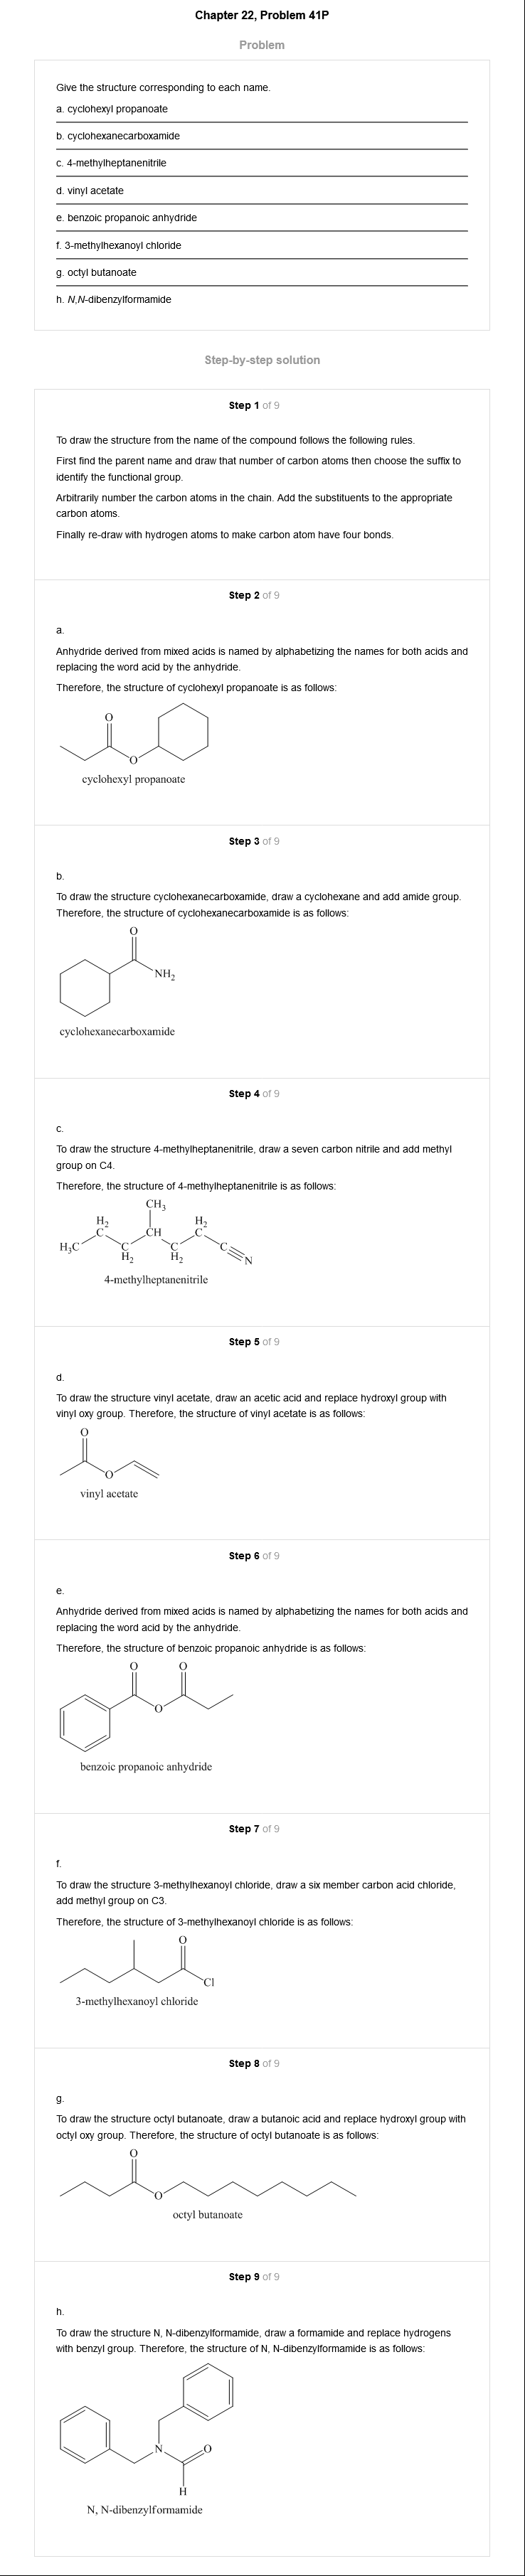 Chapter 22, Problem 41P
Problem
Give the structure corresponding to each name.
a. cyclohexyl propanoate
b. cyclohexanecarboxamide
c. 4-methylheptanenitrile
d. vinyl acetate
e. benzoic propanoic anhydride
f. 3-methylhexanoyl chloride
g. octyl butanoate
h. N,N-dibenzylformamide
Step-by-step solution
Step 1 of 9
To draw the structure from the name of the compound follows the following rules.
First find the parent name and draw that number of carbon atoms then choose the suffix to
identify the functional group.
Arbitrarily number the carbon atoms in the chain. Add the substituents to the appropriate
carbon atoms.
Finally re-draw with hydrogen atoms to make carbon atom have four bonds.
Step 2 of 9
a.
Anhydride derived from mixed acids is named by alphabetizing the names for both acids and
replacing the word acid by the anhydride.
Therefore, the structure of cyclohexyl propanoate is as follows:
O
O
cyclohexyl propanoate
Step 3 of 9
b.
To draw the structure cyclohexanecarboxamide, draw a cyclohexane and add amide group.
Therefore, the structure of cyclohexanecarboxamide is as follows:
O
NH2
cyclohexanecarboxamide
Step 4 of 9
c.
To draw the structure 4-methylheptanenitrile, draw a seven carbon nitrile and add methyl
group on C4.
Therefore, the structure of 4-methylheptanenitrile is as follows:
CH3
H2 H2
C CH C
H3C C C C
H2 H2 N
4-methylheptanenitrile
Step 5 of 9
d.
To draw the structure vinyl acetate, draw an acetic acid and replace hydroxyl group with
vinyl oxy group. Therefore, the structure of vinyl acetate is as follows:
O
O
vinyl acetate
Step 6 of 9
e.
Anhydride derived from mixed acids is named by alphabetizing the names for both acids and
replacing the word acid by the anhydride.
Therefore, the structure of benzoic propanoic anhydride is as follows:
O O
O
benzoic propanoic anhydride
Step 7 of 9
f.
To draw the structure 3-methylhexanoyl chloride, draw a six member carbon acid chloride,
add methyl group on C3.
Therefore, the structure of 3-methylhexanoyl chloride is as follows:
O
Cl
3-methylhexanoyl chloride
Step 8 of 9
g.
To draw the structure octyl butanoate, draw a butanoic acid and replace hydroxyl group with
octyl oxy group. Therefore, the structure of octyl butanoate is as follows:
O
O
octyl butanoate
Step 9 of 9
h.
To draw the structure N, N-dibenzylformamide, draw a formamide and replace hydrogens
with benzyl group. Therefore, the structure of N, N-dibenzylformamide is as follows:
N O
H
N, N-dibenzylformamide